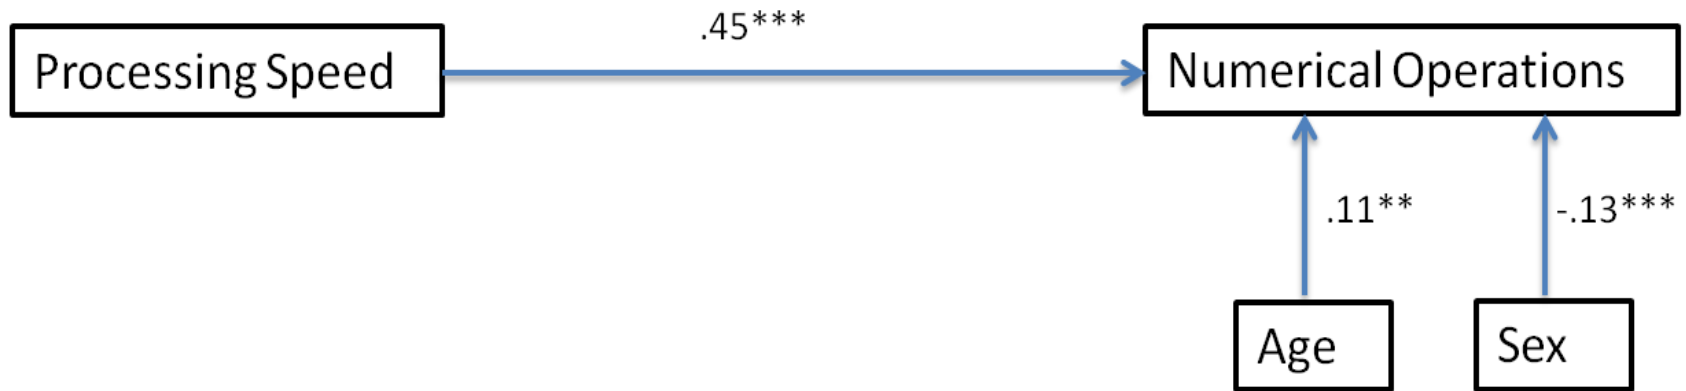 .45***
Processing Speed
Numerical Operations
.11**
-.13***
Age
Sex